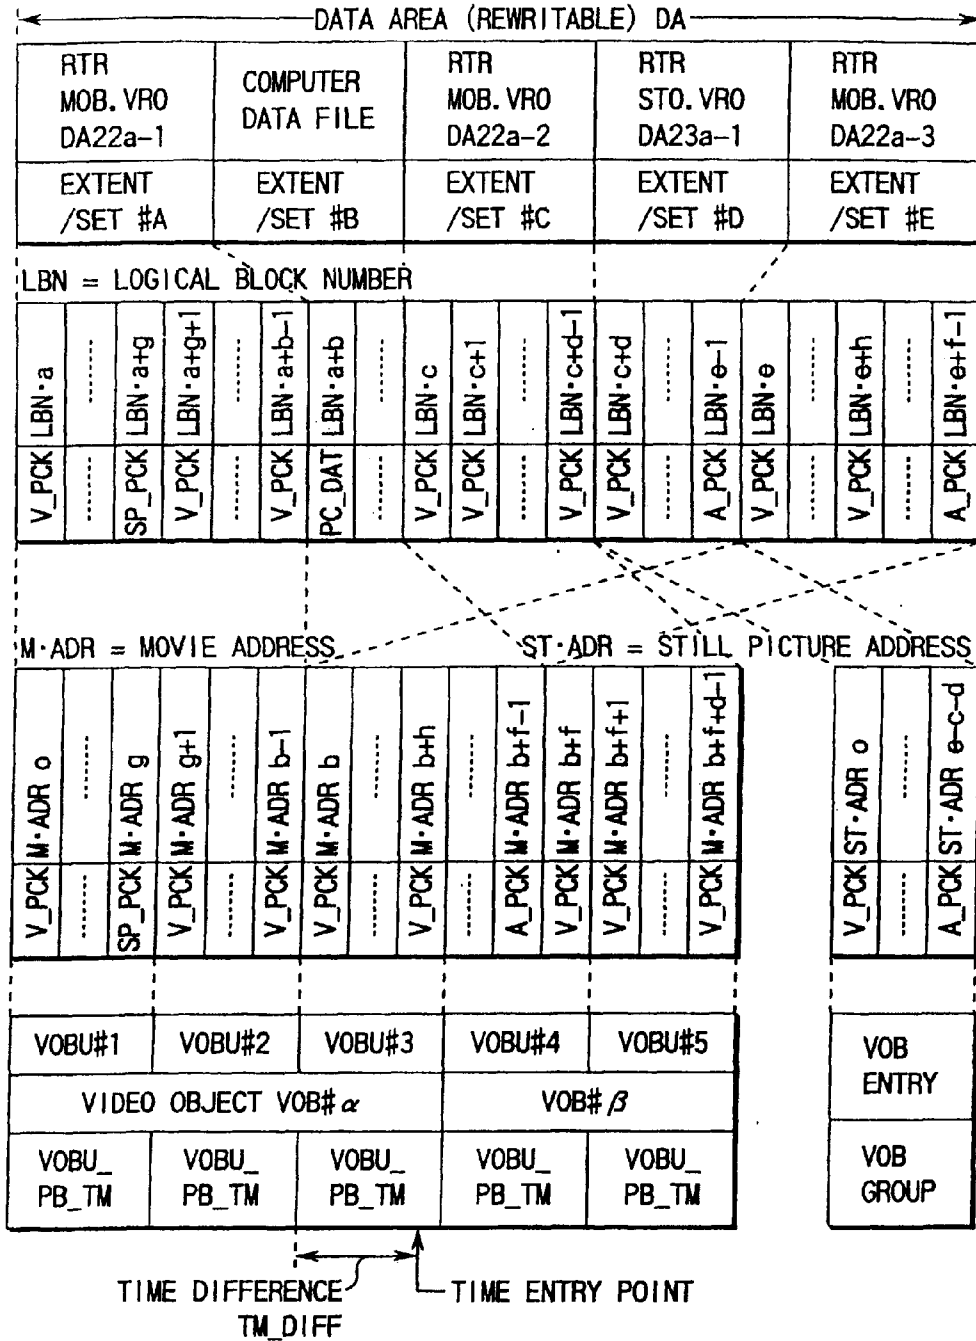 DATA AREA (REWRITABLE) DA
RTR MOB.VRO DA22a-1
COMPUTER DATA FILE
RTR MOB.VRO DA22a-2
RTR STO.VRO DA23a-1
RTR MOB.VRO DA22a-3
EXTENT /SET #A
EXTENT /SET #B
EXTENT /SET #C
EXTENT /SET #D
EXTENT /SET #E
LBN = LOGICAL BLOCK NUMBER
V_PCK LBN·a
SP_PCK LBN·a+g
V_PCK LBN·a+g+1
V_PCK LBN·a+b-1
PC_DAT LBN·a+b
V_PCK LBN·c
V_PCK LBN·c+1
V_PCK LBN·c+d-1
V_PCK LBN·c+d
A_PCK LBN·e-1
V_PCK LBN·e
V_PCK LBN·e+h
A_PCK LBN·e+f-1
M·ADR = MOVIE ADDRESS
ST·ADR = STILL PICTURE ADDRESS
V_PCK M·ADR o
SP_PCK M·ADR g
V_PCK M·ADR g+1
V_PCK M·ADR b-1
V_PCK M·ADR b
V_PCK M·ADR b+h
A_PCK M·ADR b+f-1
V_PCK M·ADR b+f
V_PCK M·ADR b+f+1
V_PCK M·ADR b+f+d-1
V_PCK ST·ADR o
A_PCK ST·ADR e-c-d
VOBU#1
VOBU#2
VOBU#3
VOBU#4
VOBU#5
VOB ENTRY
VIDEO OBJECT VOB#α
VOB#β
VOBU_ PB_TM
VOBU_ PB_TM
VOBU_ PB_TM
VOBU_ PB_TM
VOBU_ PB_TM
VOB GROUP
TIME DIFFERENCE
TM_DIFF
TIME ENTRY POINT